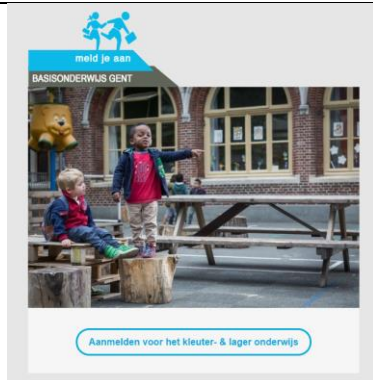 meld je aan
BASISONDERWIJS GENT
Aanmelden voor het kleuter- & lager onderwijs